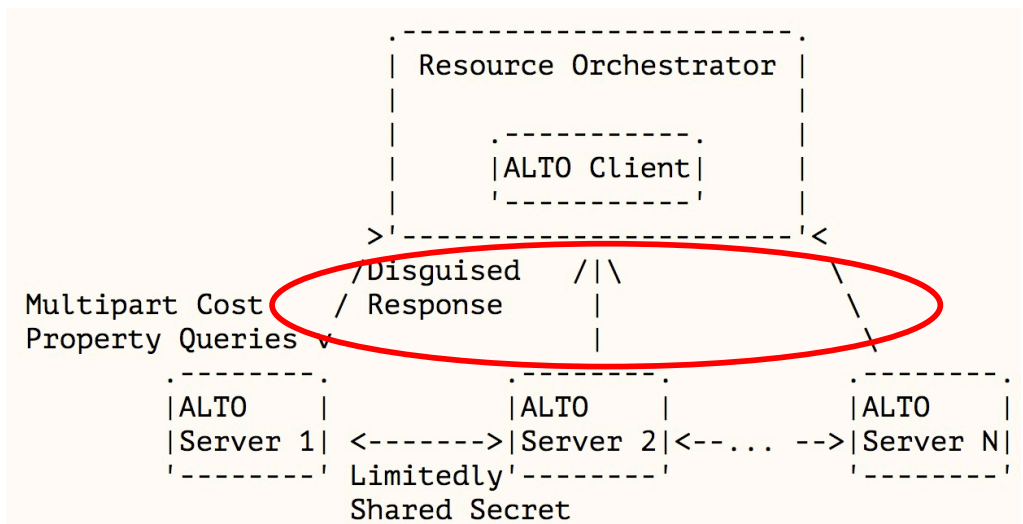 Resource Orchestrator
ALTO Client
Disguised
Multipart Cost Response
Property Queries
ALTO ALTO ALTO
Server 1 <-------> Server 2 <--... --> Server N
Limitedly
Shared Secret